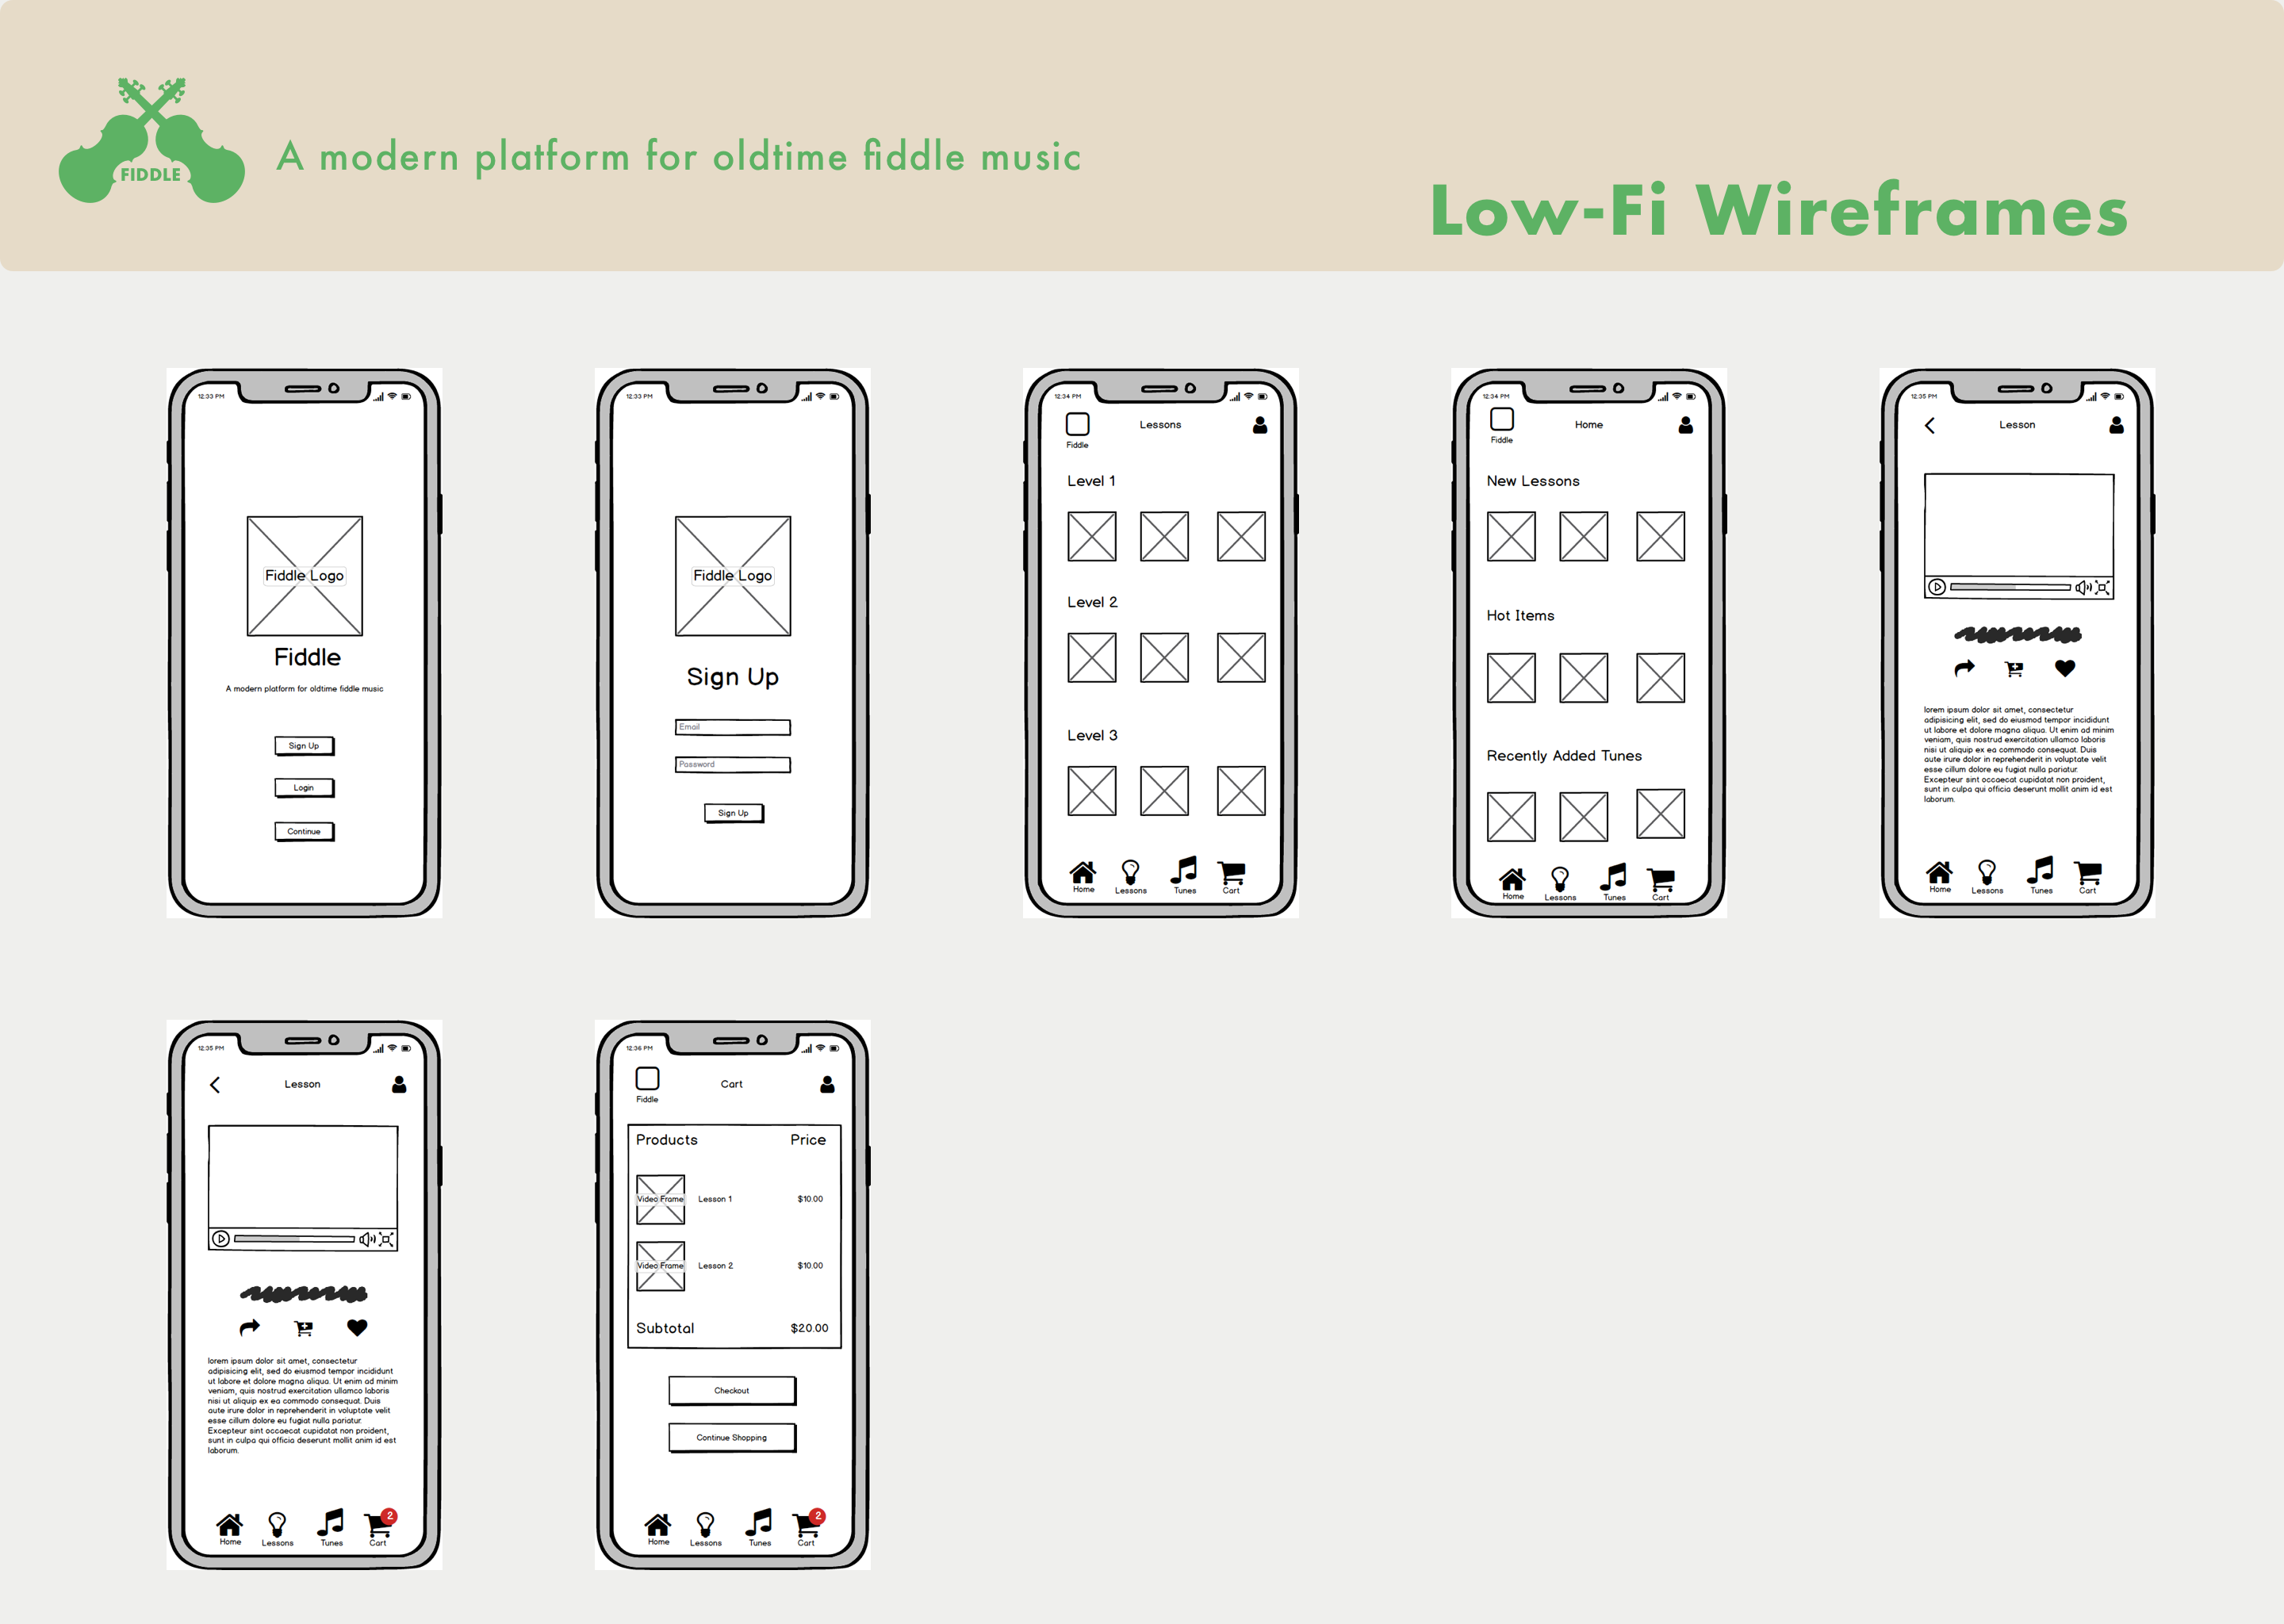 FIDDLE
A modern platform for oldtime fiddle music
Low-Fi Wireframes
12:33 PM
Fiddle Logo
Fiddle
A modern platform for oldtime fiddle music
Sign Up
Login
Continue
12:33 PM
Fiddle Logo
Sign Up
Email
Password
Sign Up
12:34 PM
Fiddle
Lessons
Level 1
Level 2
Level 3
Home Lessons Tunes Cart
12:34 PM
Fiddle
Home
New Lessons
Hot Items
Recently Added Tunes
Home Lessons Tunes Cart
12:35 PM
Lesson
lorem ipsum dolor sit amet, consectetur
adipisicing elit, sed do eiusmod tempor incididunt
ut labore et dolore magna aliqua. Ut enim ad minim
veniam, quis nostrud exercitation ullamco laboris
nisi ut aliquip ex ea commodo consequat. Duis
aute irure dolor in reprehenderit in voluptate velit
esse cillum dolore eu fugiat nulla pariatur.
Excepteur sint occaecat cupidatat non proident,
sunt in culpa qui officia deserunt mollit anim id est
laborum.
Home Lessons Tunes Cart
12:35 PM
Lesson
lorem ipsum dolor sit amet, consectetur
adipisicing elit, sed do eiusmod tempor incididunt
ut labore et dolore magna aliqua. Ut enim ad minim
veniam, quis nostrud exercitation ullamco laboris
nisi ut aliquip ex ea commodo consequat. Duis
aute irure dolor in reprehenderit in voluptate velit
esse cillum dolore eu fugiat nulla pariatur.
Excepteur sint occaecat cupidatat non proident,
sunt in culpa qui officia deserunt mollit anim id est
laborum.
2
Home Lessons Tunes Cart
12:36 PM
Fiddle
Cart
Products Price
Video Frame Lesson 1 $10.00
Video Frame Lesson 2 $10.00
Subtotal $20.00
Checkout
Continue Shopping
2
Home Lessons Tunes Cart